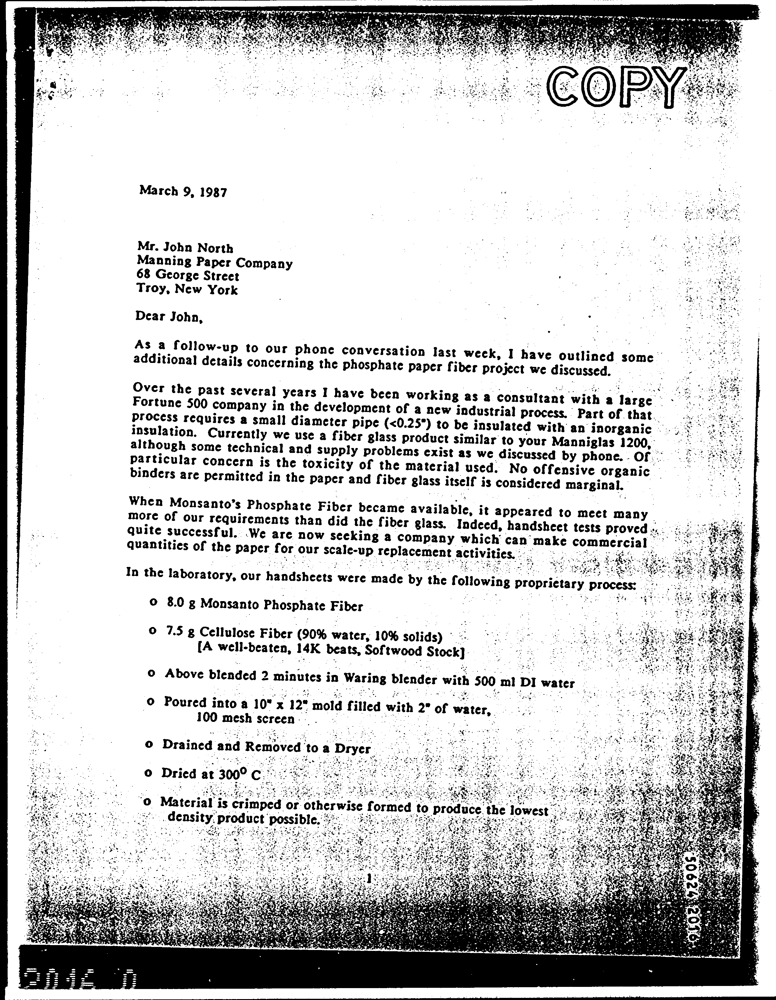 COPY
March 9, 1987
Mr. John North
Manning Paper Company
68 George Street
Troy, New York
Dear John,
As a follow-up to our phone conversation last week, I have outlined some
additional details concerning the phosphate paper fiber project we discussed.
Over the past several years I have been working as a consultant with a large
Fortune 500 company in the development of a new industrial process. Part of that
process requires a small diameter pipe (<0.25") to be insulated with an inorganic
insulation. Currently we use a fiber glass product similar to your Manniglas 1200,
although some technical and supply problems exist as we discussed by phone. Of
particular concern is the toxicity of the material used. No offensive organic
binders are permitted in the paper and fiber glass itself is considered marginal.
When Monsanto's Phosphate Fiber became available, it appeared to meet many
more of our requirements than did the fiber glass. Indeed, handsheet tests proved
quite successful. We are now seeking a company which can make commercial
quantities of the paper for our scale-up replacement activities.
In the laboratory, our handsheets were made by the following proprietary process:
o 8.0 g Monsanto Phosphate Fiber
o 7.5 g Cellulose Fiber (90% water, 10% solids)
[A well-beaten, 14K beats, Softwood Stock]
o Above blended 2 minutes in Waring blender with 500 ml DI water
o Poured into a 10" x 12" mold filled with 2" of water,
100 mesh screen
o Drained and Removed to a Dryer
o Dried at 300⁰ C
o Material is crimped or otherwise formed to produce the lowest
density product possible.
1
50624 2010